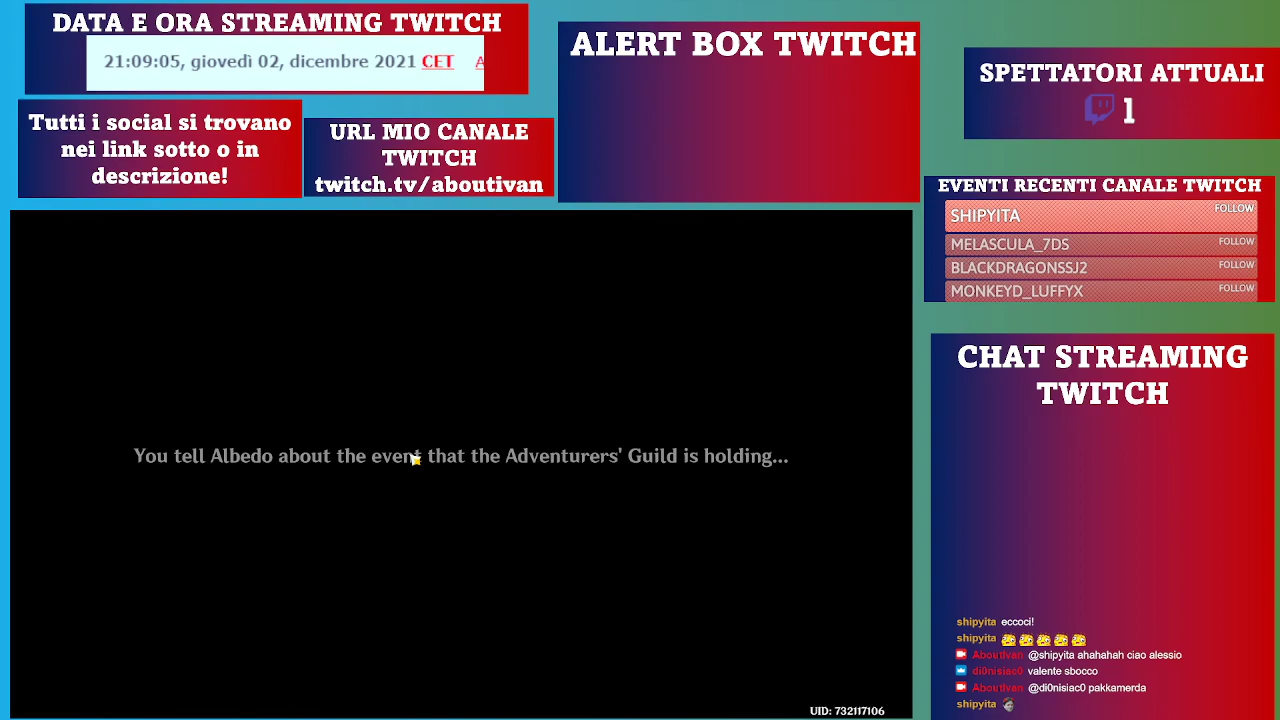 DATA E ORA STREAMING TWITCH
21:09:05, giovedì 02, dicembre 2021 CET
Tutti i social si trovano
nei link sotto o in
descrizione!
URL MIO CANALE
TWITCH
twitch.tv/aboutivan
ALERT BOX TWITCH
SPETTATORI ATTUALI
1
EVENTI RECENTI CANALE TWITCH
SHIPYITA FOLLOW
MELASCULA_7DS FOLLOW
BLACKDRAGONSSJ2 FOLLOW
MONKEYD_LUFFYX FOLLOW
You tell Albedo about the event that the Adventurers' Guild is holding...
UID: 732117106
CHAT STREAMING
TWITCH
shipyita eccoci!
shipyita
AboutIvan @shipyita ahahahah ciao alessio
di0nisiac0 valente sbocco
AboutIvan @di0nisiac0 pakkamerda
shipyita